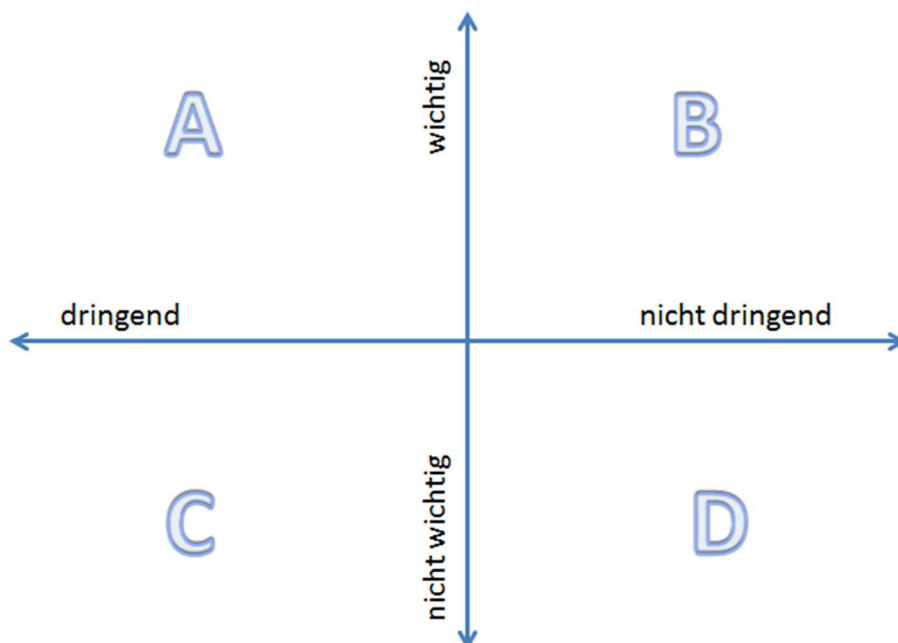 A
wichtig
B
dringend
nicht dringend
C
nicht wichtig
D